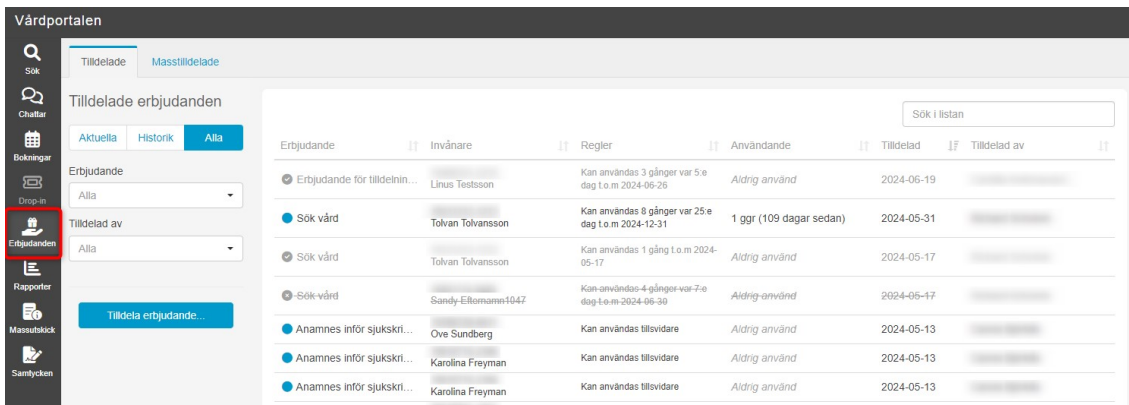 Vårdportalen
Sök
Chattar
Bokningar
Drop-in
Erbjudanden
Rapporter
Massutskick
Samtycken
Tilldelade Masstilldelade
Tilldelade erbjudanden
Aktuella Historik Alla
Erbjudande
Alla
Tilldelad av
Alla
Tilldela erbjudande...
Sök i listan
Erbjudande Invånare Regler Användande Tilldelad Tilldelad av
Erbjudande för tilldelnin... Linus Testsson Kan användas 3 gånger var 5:e
dag t.o.m 2024-06-26 Aldrig använd 2024-06-19
Sök vård Tolvan Tolvansson Kan användas 8 gånger var 25:e
dag t.o.m 2024-12-31 1 ggr (109 dagar sedan) 2024-05-31
Sök vård Tolvan Tolvansson Kan användas 1 gång t.o.m 2024-
05-17 Aldrig använd 2024-05-17
Sök vård Sandy Efternamn1047 Kan användas 4 gånger var 7:e
dag t.o.m 2024-06-30 Aldrig använd 2024-05-17
Anamnes inför sjukskri... Ove Sundberg Kan användas tillsvidare Aldrig använd 2024-05-13
Anamnes inför sjukskri... Karolina Freyman Kan användas tillsvidare Aldrig använd 2024-05-13
Anamnes inför sjukskri... Karolina Freyman Kan användas tillsvidare Aldrig använd 2024-05-13